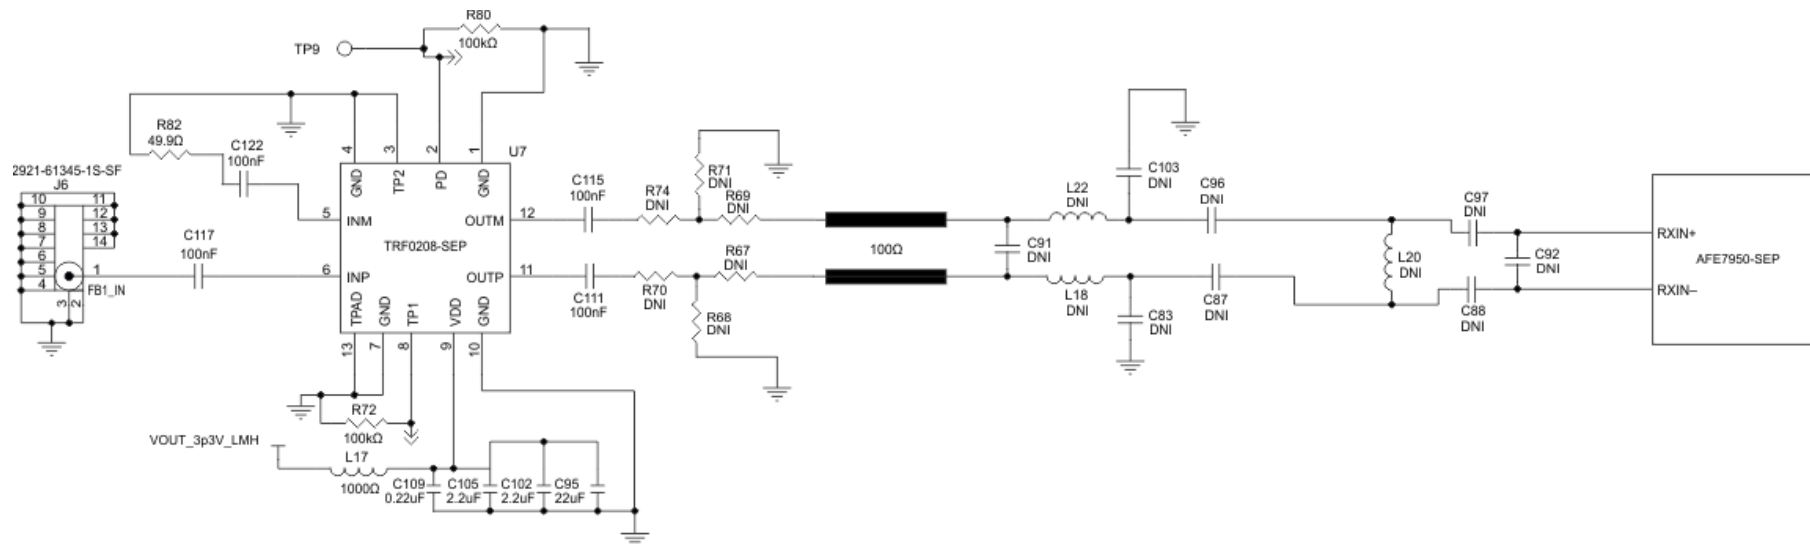 R80
100kΩ
TP9
R82
49.9Ω
C122
100nF
2921-61345-1S-SF
J6
10
9
8
7
6
5
4
11
12
13
14
1
3
2
FB1_IN
C117
100nF
4
3
2
1
U7
GND
TP2
PD
GND
5
INM
OUTM
12
TRF0208-SEP
6
INP
OUTP
11
TPAD
GND
TP1
VDD
GND
13
7
8
9
10
R72
100kΩ
VOUT_3p3V_LMH
L17
1000Ω
C109
0.22uF
C105
2.2uF
C102
2.2uF
C95
22uF
C115
100nF
R74
DNI
R71
DNI
R69
DNI
C111
100nF
R70
DNI
R67
DNI
R68
DNI
100Ω
C91
DNI
L22
DNI
C103
DNI
C96
DNI
L18
DNI
C83
DNI
C87
DNI
L20
DNI
C97
DNI
C92
DNI
C88
DNI
RXIN+
AFE7950-SEP
RXIN–